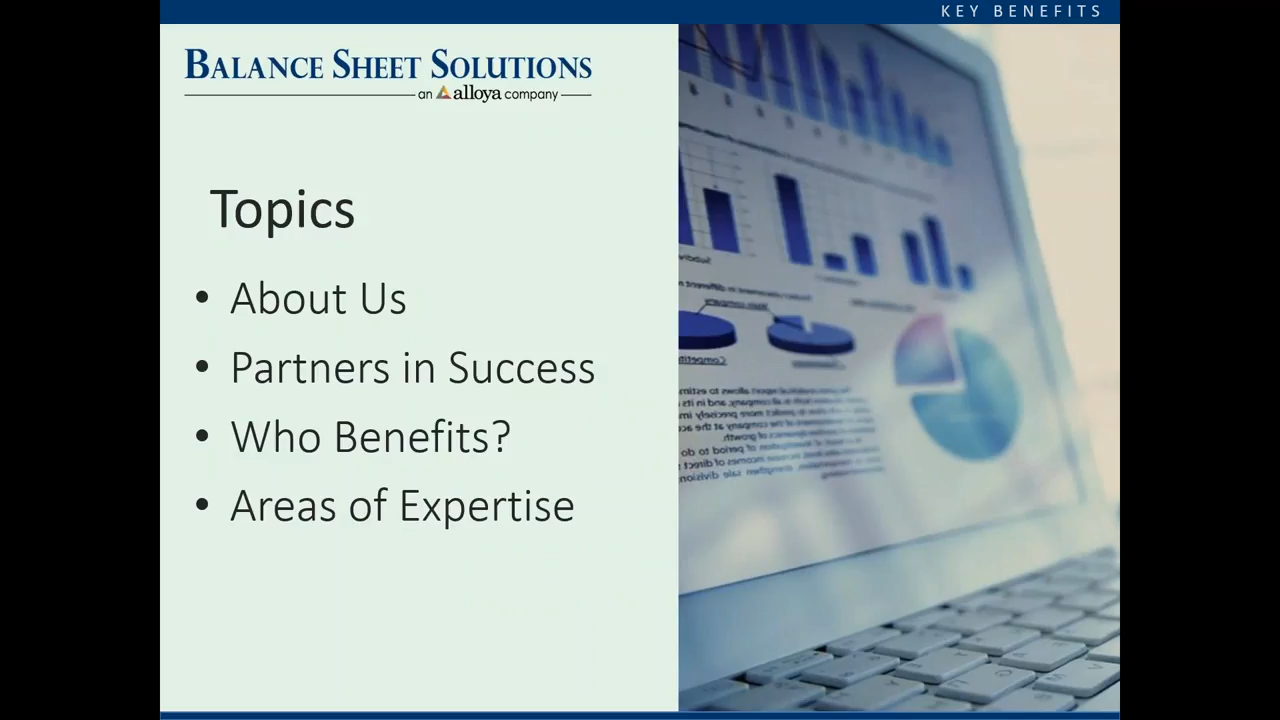 KEY BENEFITS
BALANCE SHEET SOLUTIONS
an alloya company
Topics
• About Us
• Partners in Success
• Who Benefits?
• Areas of Expertise